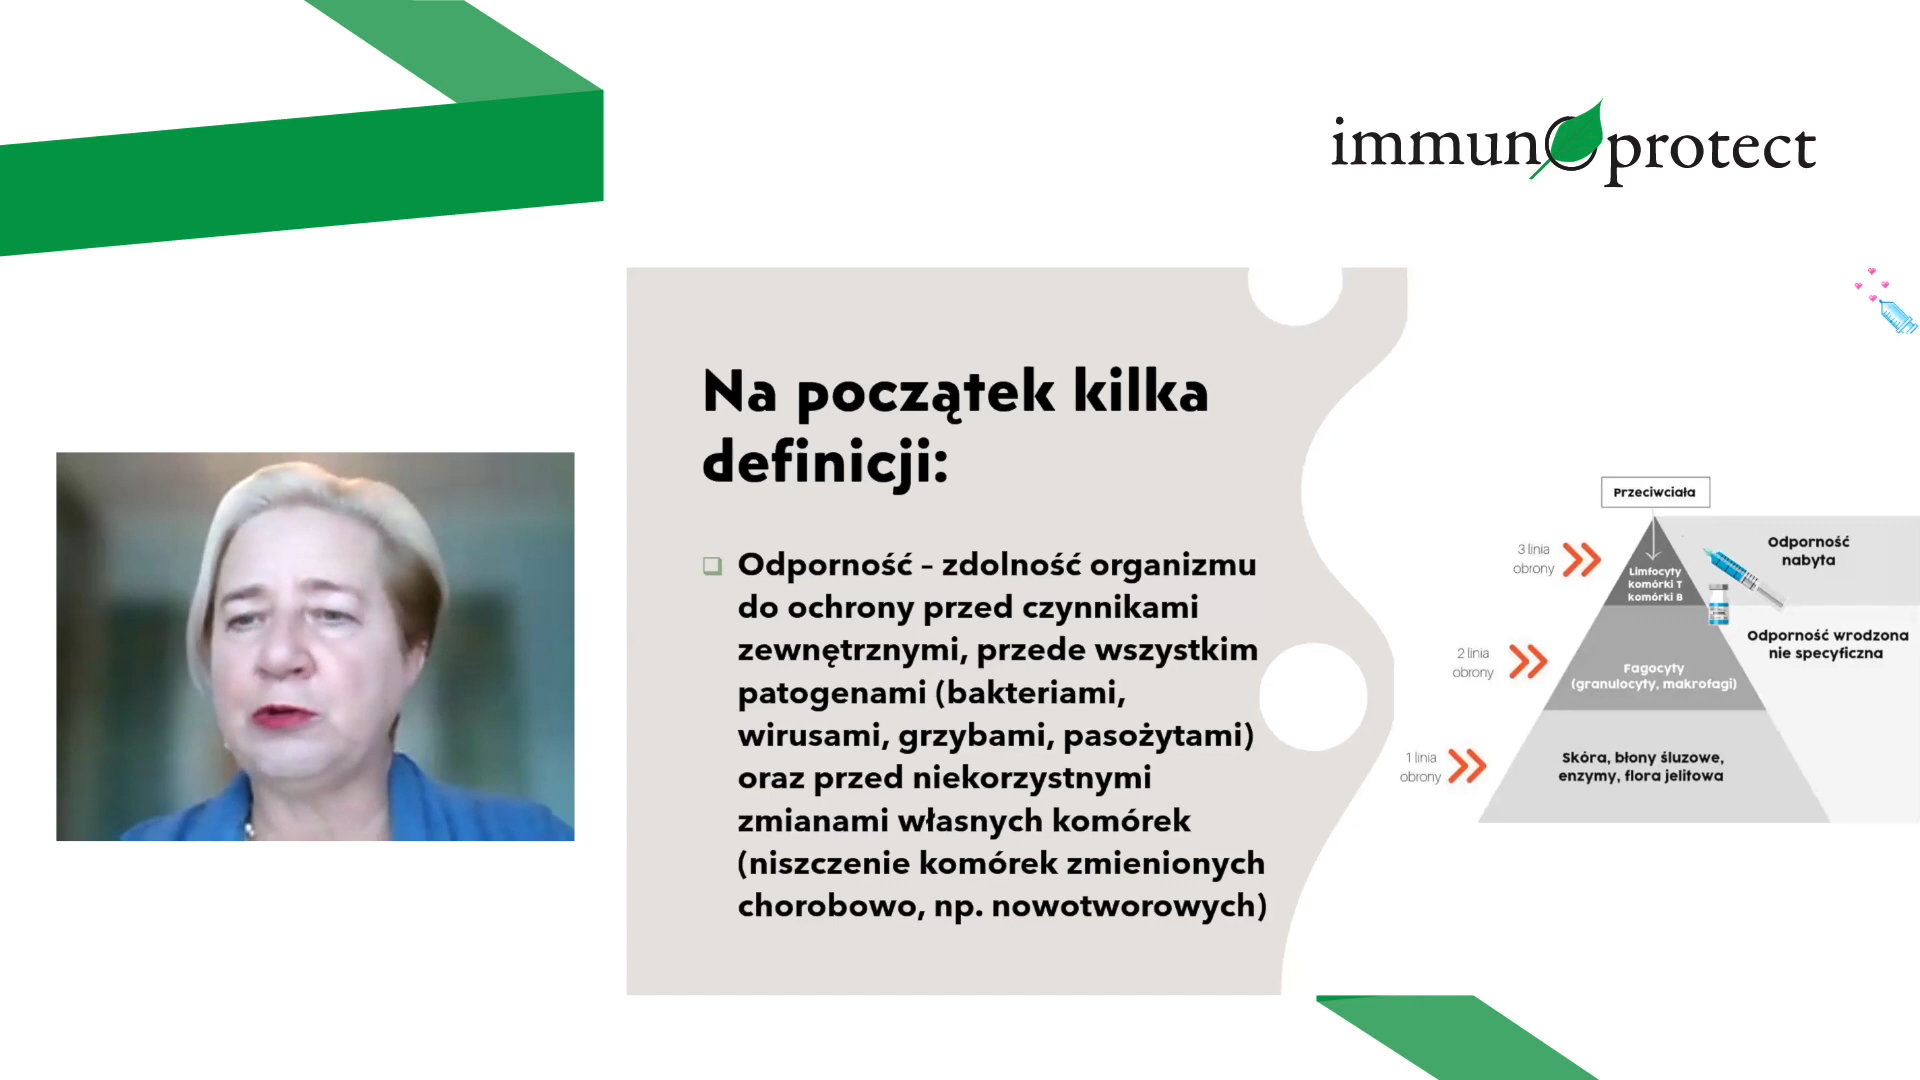 immunoprotect
Na początek kilka
definicji:
Odporność – zdolność organizmu
do ochrony przed czynnikami
zewnętrznymi, przede wszystkim
patogenami (bakteriami,
wirusami, grzybami, pasożytami)
oraz przed niekorzystnymi
zmianami własnych komórek
(niszczenie komórek zmienionych
chorobowo, np. nowotworowych)
Przeciwciała
3 linia
obrony
Limfocyty
komórki T
komórki B
Odporność
nabyta
2 linia
obrony
Fagocyty
(granulocyty, makrofagi)
Odporność wrodzona
nie specyficzna
1 linia
obrony
Skóra, błony śluzowe,
enzymy, flora jelitowa